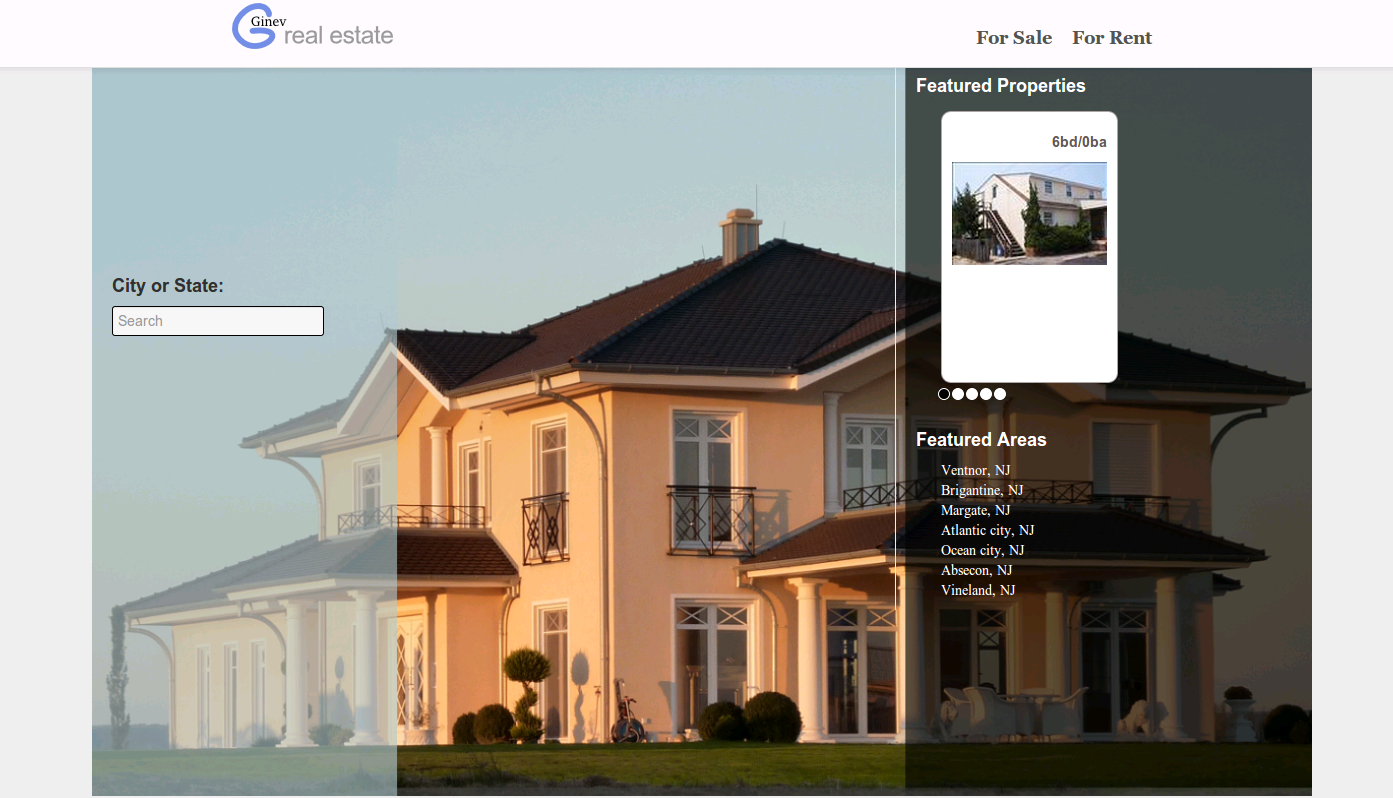 Ginev
real estate
For Sale
For Rent
City or State:
Search
Featured Properties
6bd/0ba
Featured Areas
Ventnor, NJ
Brigantine, NJ
Margate, NJ
Atlantic city, NJ
Ocean city, NJ
Absecon, NJ
Vineland, NJ